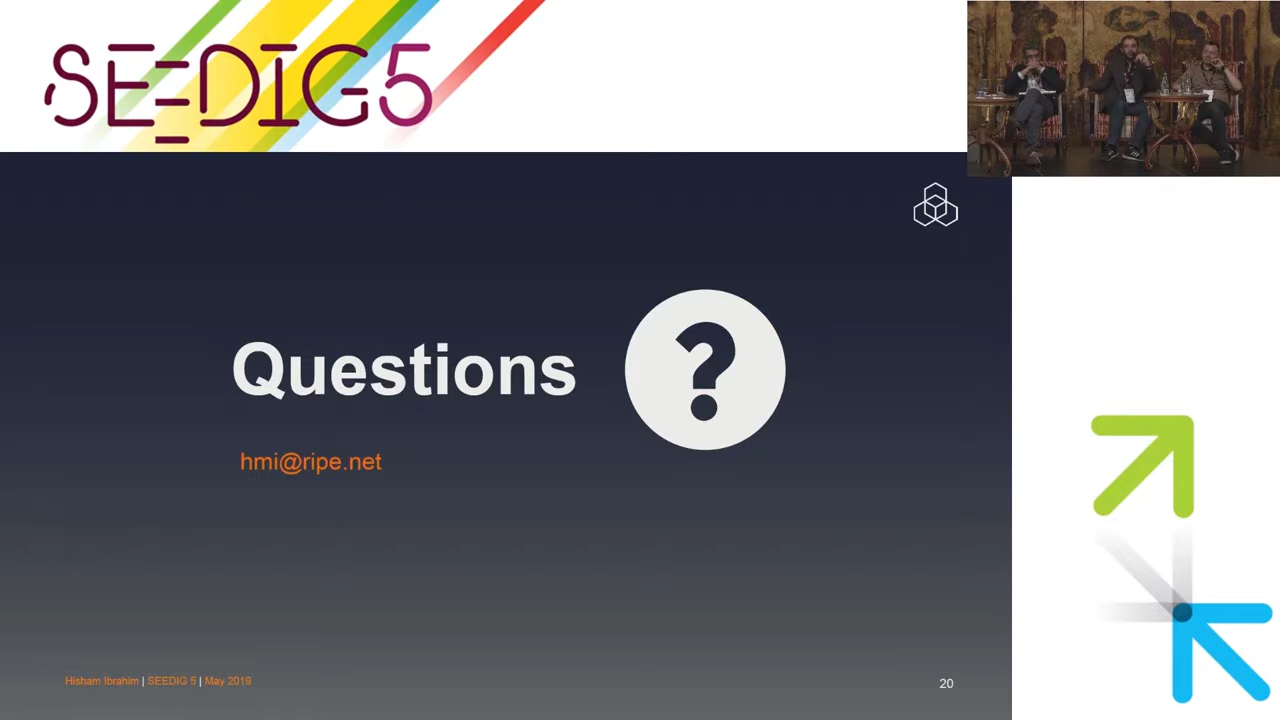 SEEDIG5
Questions ?
hmi@ripe.net
Hisham Ibrahim | SEEDIG 5 | May 2019
20